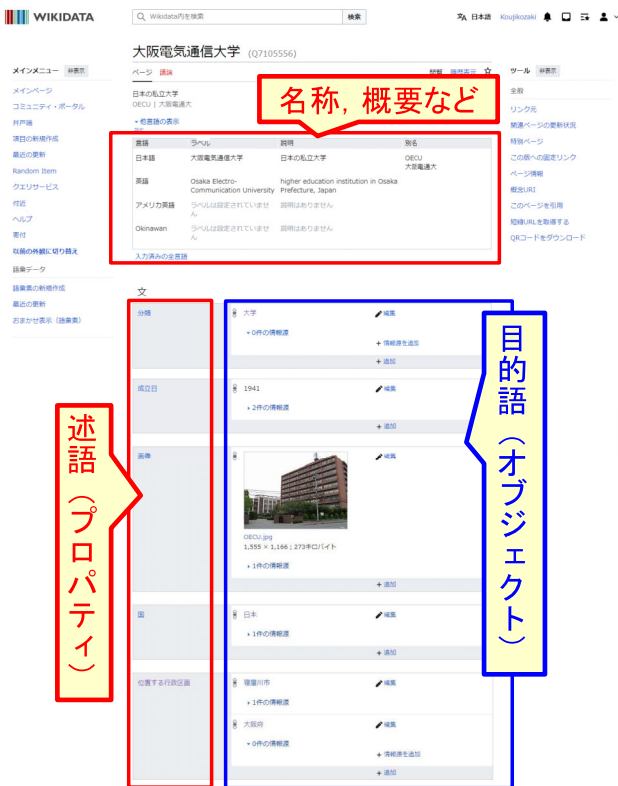 WIKIDATA
Wikidata内を検索
検索
日本語
Koujikozaki
大阪電気通信大学 (Q7105556)
メインメニュー 非表示
メインページ
コミュニティ・ポータル
井戸端
項目の新規作成
最近の更新
Random Item
クエリサービス
付近
ヘルプ
寄付
以前の外観に切り替え
語彙データ
語彙素の新規作成
最近の更新
おまかせ表示（語彙素）
ページ 議論
閲覧 履歴表示
日本の私立大学
OECU | 大阪電通大
他言語の表示
名称，概要など
言語 ラベル 説明 別名
日本語 大阪電気通信大学 日本の私立大学 OECU
大阪電通大
英語 Osaka Electro-Communication University higher education institution in Osaka Prefecture, Japan
アメリカ英語 ラベルは設定されていません 説明はありません
Okinawan ラベルは設定されていません 説明はありません
入力済みの全言語
ツール 非表示
全般
リンク元
関連ページの更新状況
特別ページ
この版への固定リンク
ページ情報
概念URI
このページを引用
短縮URLを取得する
QRコードをダウンロード
文
分類
大学
編集
0件の情報源
+ 情報源を追加
+ 追加
成立日
1941
編集
2件の情報源
+ 追加
画像
編集
OECU.jpg
1,555 × 1,166；273キロバイト
1件の情報源
+ 追加
国
日本
編集
1件の情報源
+ 追加
位置する行政区画
寝屋川市
編集
1件の情報源
大阪府
編集
0件の情報源
+ 情報源を追加
+ 追加
述語（プロパティ）
目的語（オブジェクト）